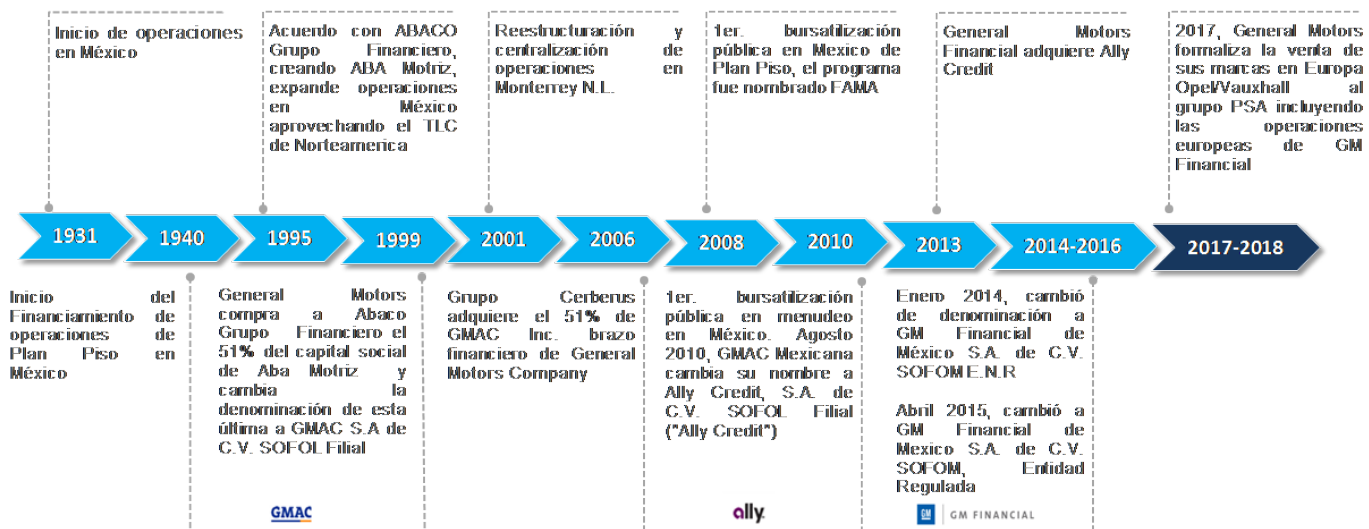 Inicio de operaciones
en México
Acuerdo con ABACO
Grupo Financiero,
creando ABA Motriz,
expande operaciones
en México
aprovechando el TLC
de Norteamerica
Reestructuración y
centralización de
operaciones en
Monterrey N.L.
1er. bursatilización
pública en Mexico de
Plan Piso, el programa
fue nombrado FAMA
General Motors
Financial adquiere Ally
Credit
2017, General Motors
formaliza la venta de
sus marcas en Europa
Opel/Vauxhall al
grupo PSA incluyendo
las operaciones
europeas de GM
Financial
1931
1940
1995
1999
2001
2006
2008
2010
2013
2014-2016
2017-2018
Inicio del
Financiamiento de
operaciones de
Plan Piso en
México
General Motors
compra a Abaco
Grupo Financiero el
51% del capital social
de Aba Motriz y
cambia la
denominación de esta
última a GMAC S.A de
C.V. SOFOL Filial
Grupo Cerberus
adquiere el 51% de
GMAC Inc. brazo
financiero de General
Motors Company
1er. bursatilización
pública en menudeo
en México. Agosto
2010, GMAC Mexicana
cambia su nombre a
Ally Credit, S.A. de
C.V. SOFOL Filial
("Ally Credit")
Enero 2014, cambió
de denominación a
GM Financial de
México S.A. de C.V.
SOFOM E.N.R
Abril 2015, cambió a
GM Financial de
Mexico S.A. de C.V.
SOFOM, Entidad
Regulada
GMAC
ally
GM GM FINANCIAL